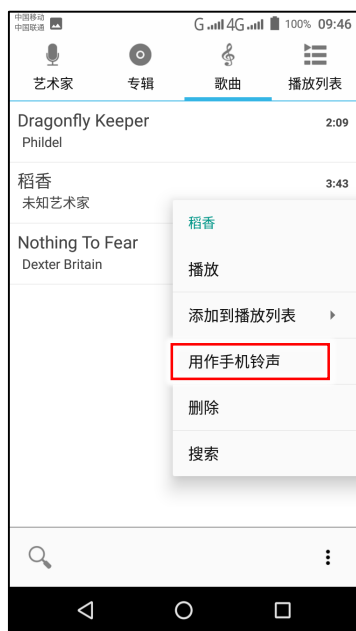 中国移动
中国联通
G 4G 100% 09:46
艺术家 专辑 歌曲 播放列表
Dragonfly Keeper 2:09
Phildel
稻香 3:43
未知艺术家
Nothing To Fear
Dexter Britain
稻香
播放
添加到播放列表
用作手机铃声
删除
搜索